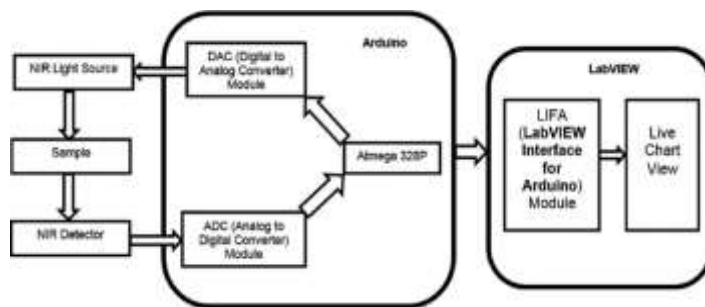 Arduino
DAC (Digital to
Analog Converter)
Module
NIR Light Source
LabVIEW
LIFA
(LabVIEW
Interface
for
Arduino)
Module
Live
Chart
View
Sample
Atmega 328P
NIR Detector
ADC (Analog to
Digital Converter)
Module